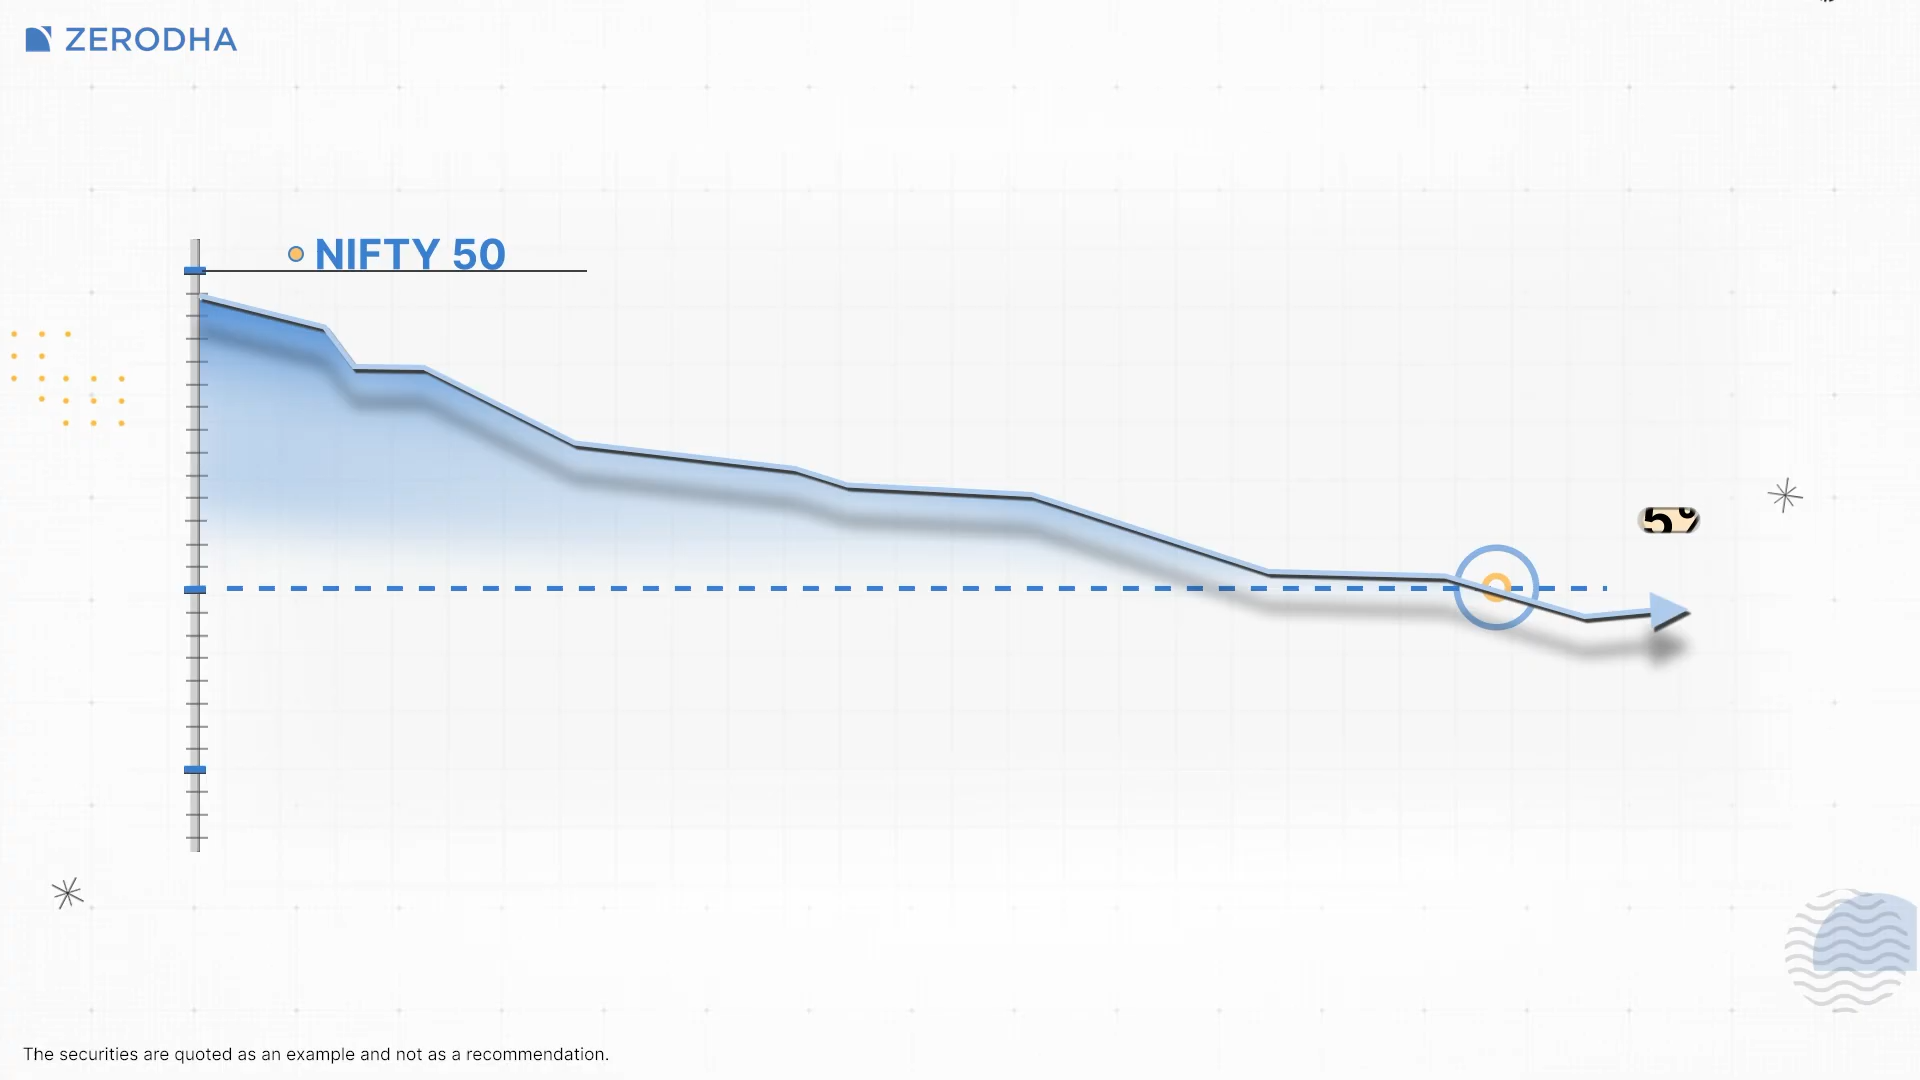 ZERODHA
NIFTY 50
The securities are quoted as an example and not as a recommendation.